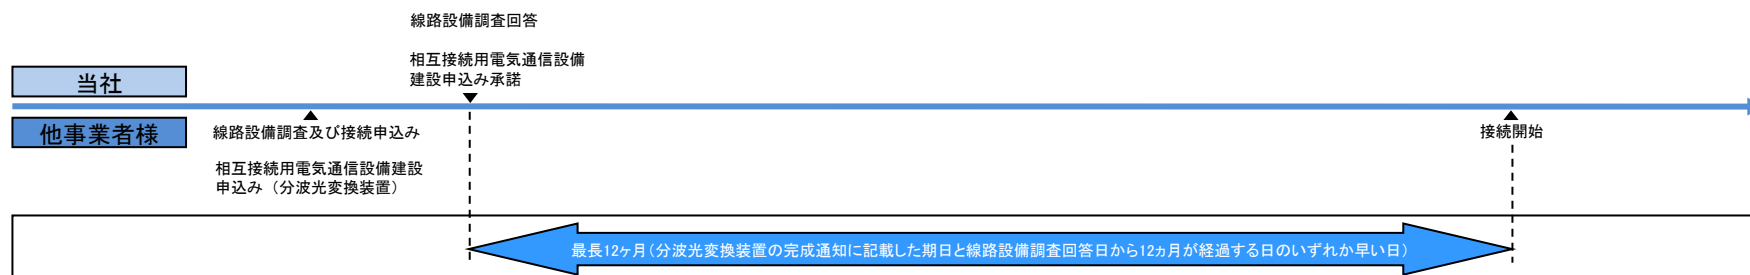 線路設備調査回答
相互接続用電気通信設備
建設申込み承諾
当社
他事業者様
線路設備調査及び接続申込み
相互接続用電気通信設備建設
申込み（分波光変換装置）
接続開始
最長12ヶ月（分波光変換装置の完成通知に記載した期日と線路設備調査回答日から12ヵ月が経過する日のいずれか早い日）